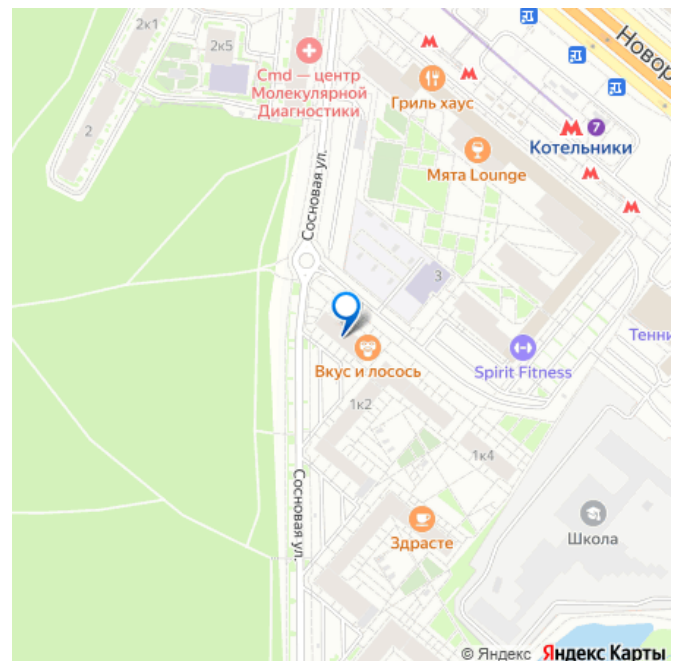 2к1
2к5
Новор
Cmd — центр
Молекулярной
Диагностики
Гриль хаус
7
Котельники
2
Мята Lounge
Сосновая ул.
3
Тенни
Вкус и лосось
Spirit Fitness
1к2
1к4
Сосновая ул.
Здрасте
Школа
© Яндекс Яндекс Карты